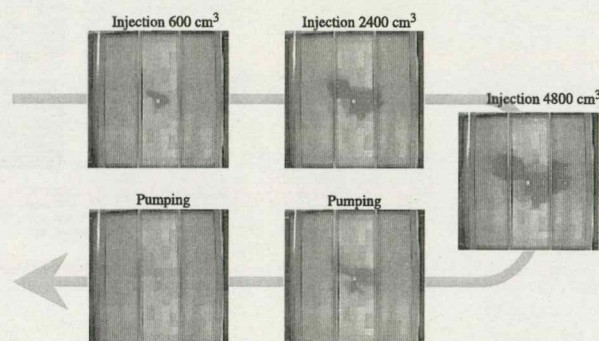 Injection 600 cm³
Injection 2400 cm³
Injection 4800 cm³
Pumping
Pumping